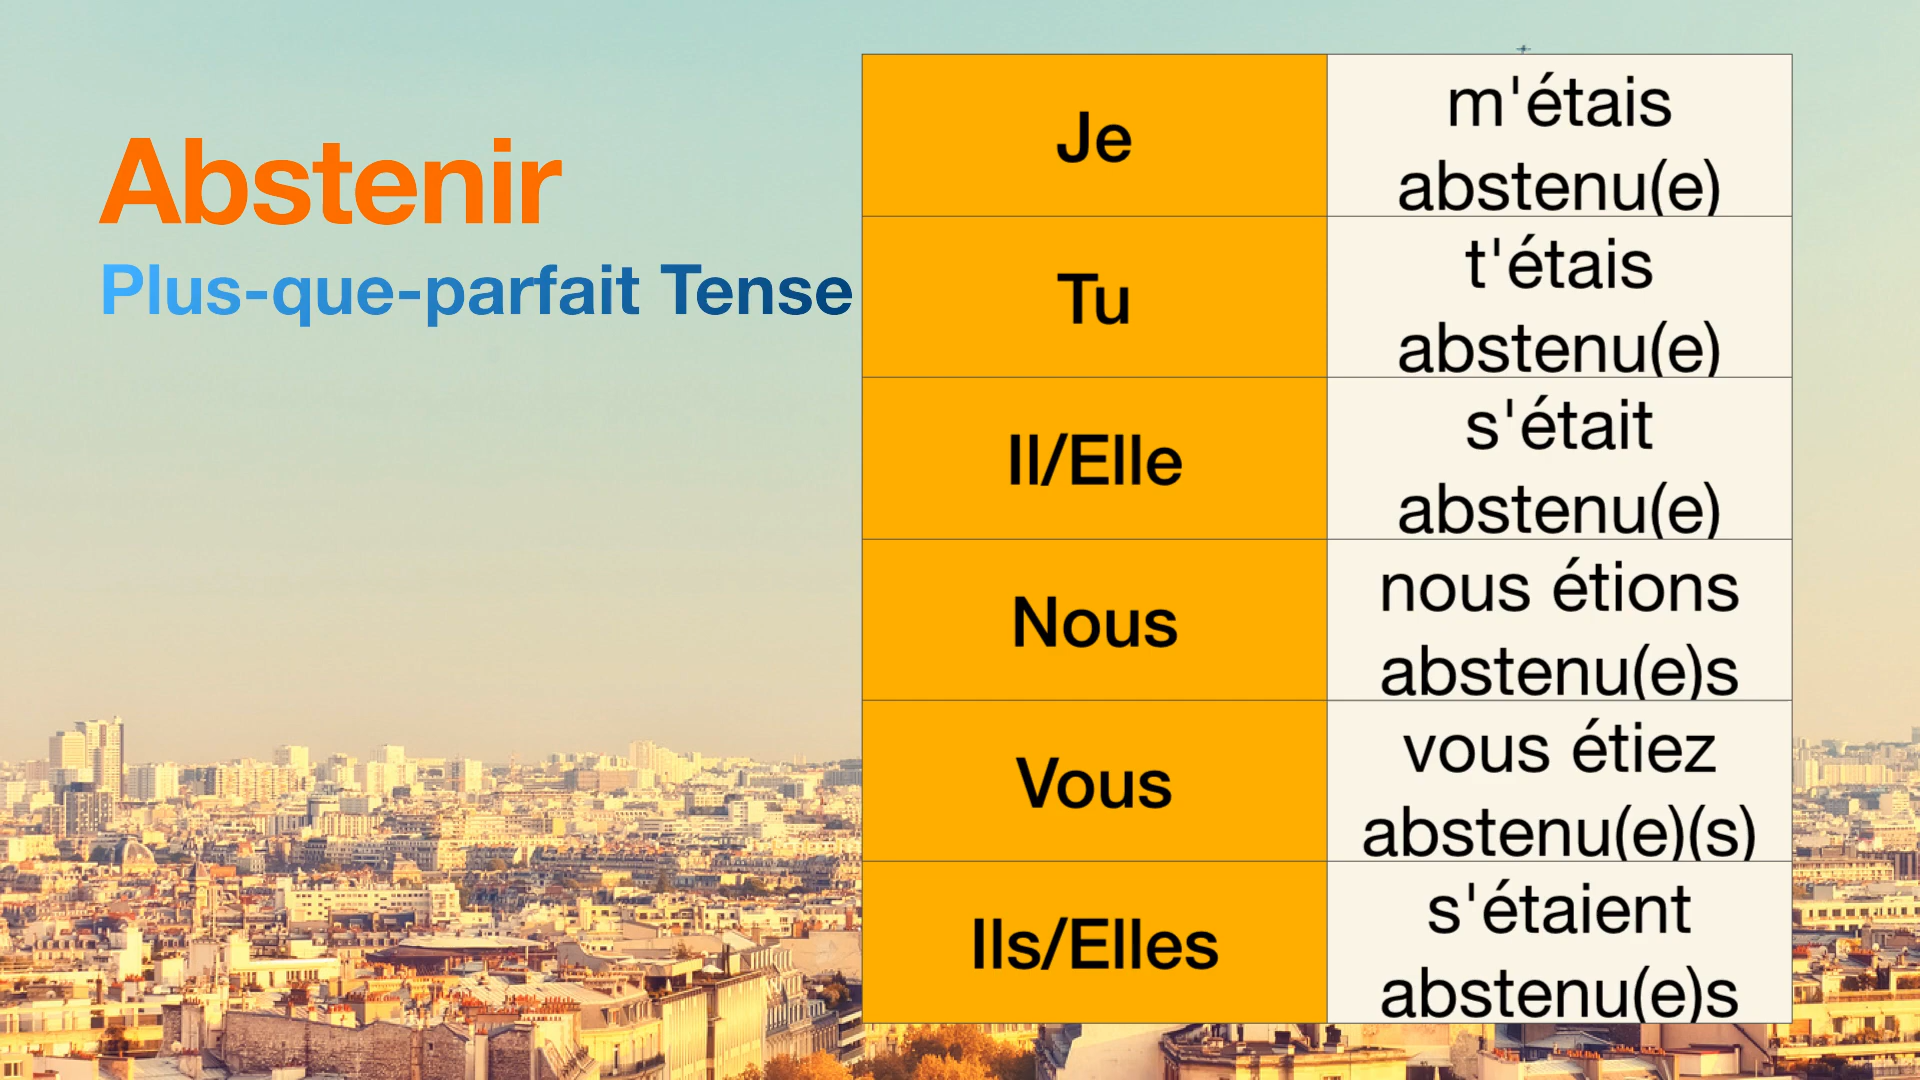 Abstenir
Plus-que-parfait Tense
Je
m'étais
abstenu(e)
Tu
t'étais
abstenu(e)
Il/Elle
s'était
abstenu(e)
Nous
nous étions
abstenu(e)s
Vous
vous étiez
abstenu(e)(s)
Ils/Elles
s'étaient
abstenu(e)s